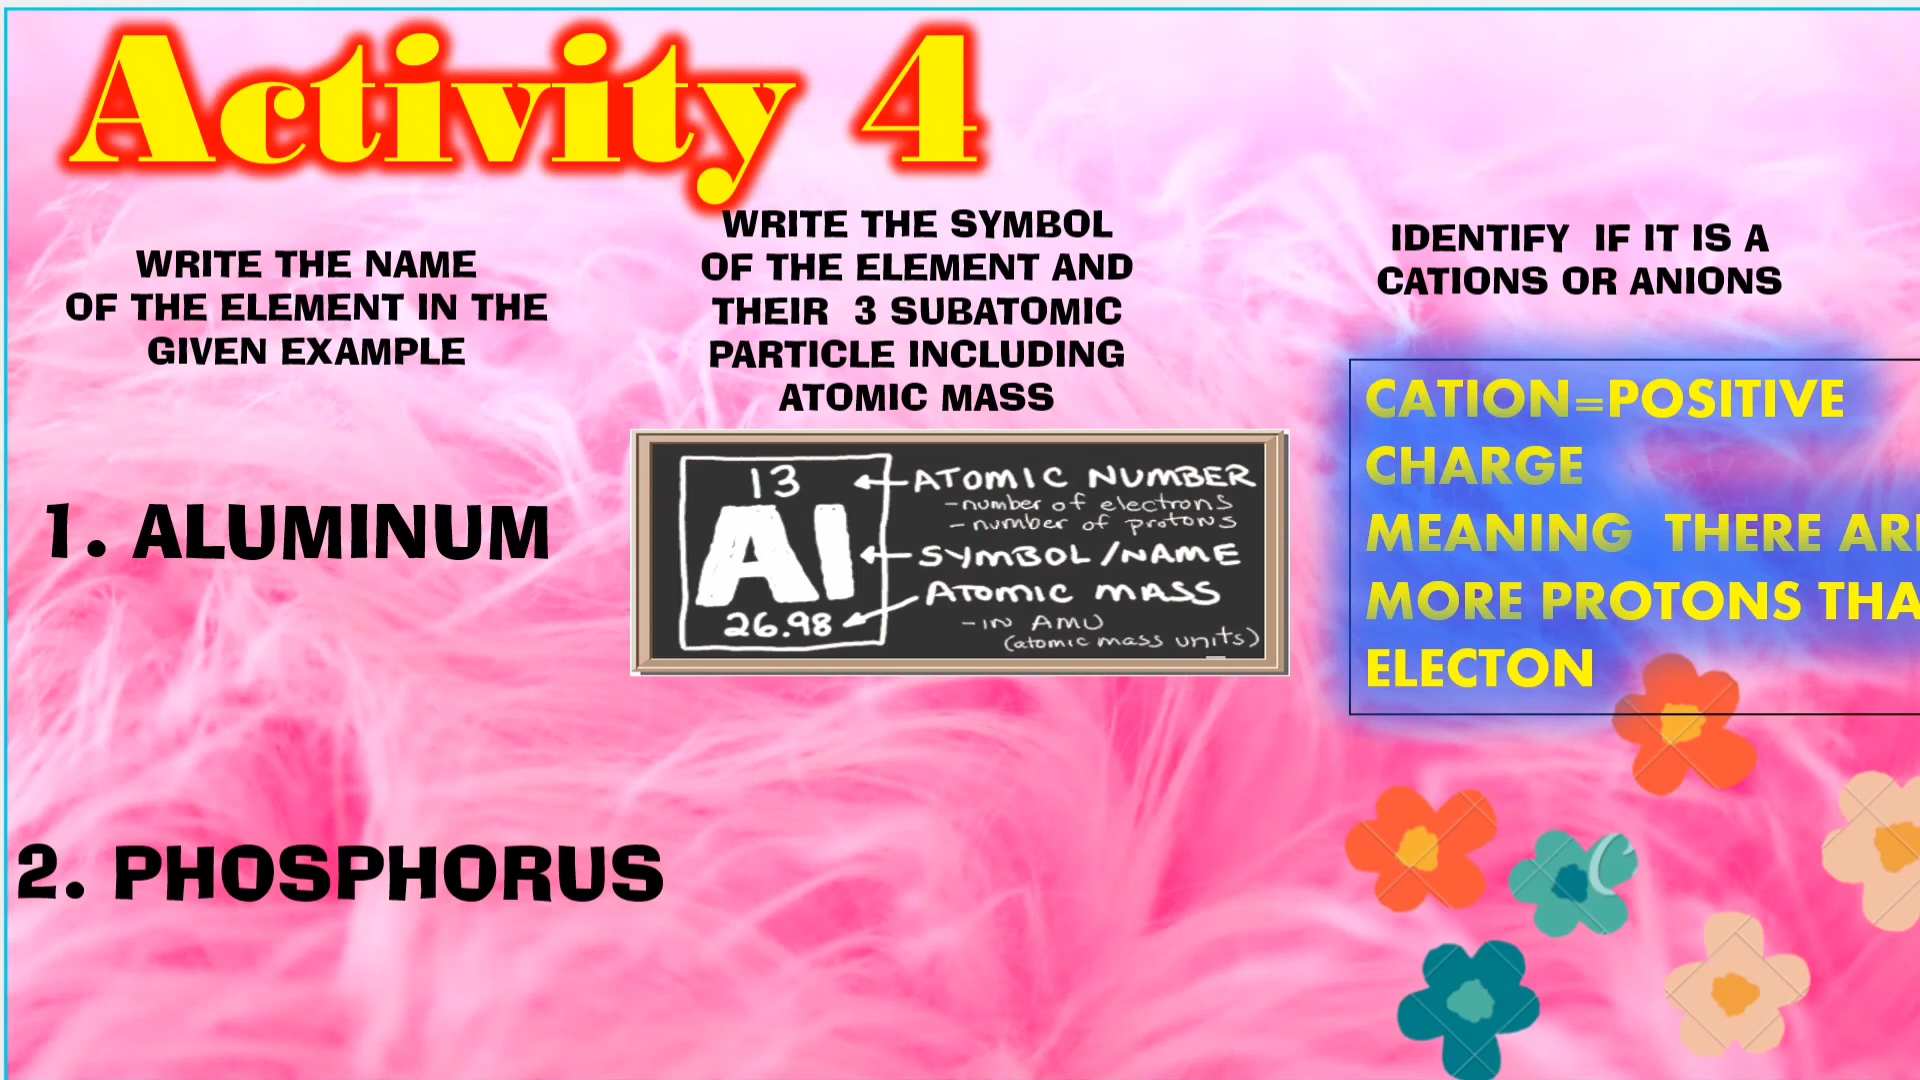 Activity 4
WRITE THE NAME
OF THE ELEMENT IN THE
GIVEN EXAMPLE
WRITE THE SYMBOL
OF THE ELEMENT AND
THEIR 3 SUBATOMIC
PARTICLE INCLUDING
ATOMIC MASS
IDENTIFY IF IT IS A
CATIONS OR ANIONS
1. ALUMINUM
13
Al
26.98
ATOMIC NUMBER
-number of electrons
-number of protons
SYMBOL/NAME
ATOMIC MASS
-IN AMU
(atomic mass units)
CATION=POSITIVE
CHARGE
MEANING THERE AR
MORE PROTONS THA
ELECTON
2. PHOSPHORUS